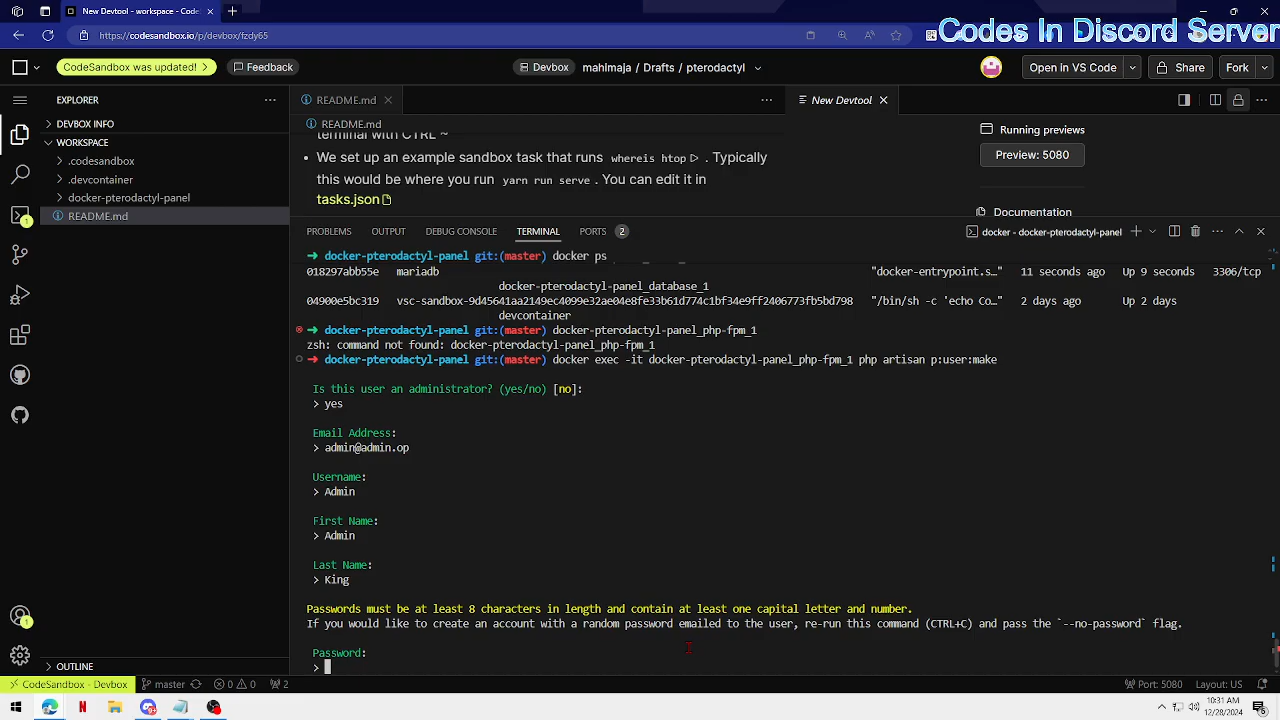 New Devtool - workspace - Code
Codes In Discord Server
https://codesandbox.io/p/devbox/fzdy65
CodeSandbox was updated!
Feedback
Devbox
mahimaja / Drafts / pterodactyl
Open in VS Code
Share
Fork
EXPLORER
README.md
New Devtool
DEVBOX INFO
README.md
WORKSPACE
terminal with CTRL ~
Running previews
.codesandbox
We set up an example sandbox task that runs whereis htop . Typically
Preview: 5080
.devcontainer
this would be where you run yarn run serve . You can edit it in
docker-pterodactyl-panel
tasks.json
README.md
Documentation
PROBLEMS
OUTPUT
DEBUG CONSOLE
TERMINAL
PORTS 2
docker - docker-pterodactyl-panel
➜ docker-pterodactyl-panel git:(master) docker ps
018297abb55e mariadb "docker-entrypoint.s…" 11 seconds ago Up 9 seconds 3306/tcp
docker-pterodactyl-panel_database_1
04900e5bc319 vsc-sandbox-9d45641aa2149ec4099e32ae04e8fe33b61d774c1bf34e9ff2406773fb5bd798 "/bin/sh -c 'echo Co…" 2 days ago Up 2 days
devcontainer
➜ docker-pterodactyl-panel git:(master) docker-pterodactyl-panel_php-fpm_1
zsh: command not found: docker-pterodactyl-panel_php-fpm_1
➜ docker-pterodactyl-panel git:(master) docker exec -it docker-pterodactyl-panel_php-fpm_1 php artisan p:user:make
Is this user an administrator? (yes/no) [no]:
> yes
Email Address:
> admin@admin.op
Username:
> Admin
First Name:
> Admin
Last Name:
> King
Passwords must be at least 8 characters in length and contain at least one capital letter and number.
If you would like to create an account with a random password emailed to the user, re-run this command (CTRL+C) and pass the `--no-password` flag.
Password:
>
1
1
OUTLINE
CodeSandbox - Devbox
master
0
0
2
Port: 5080
Layout: US
10:31 AM
12/28/2024
5